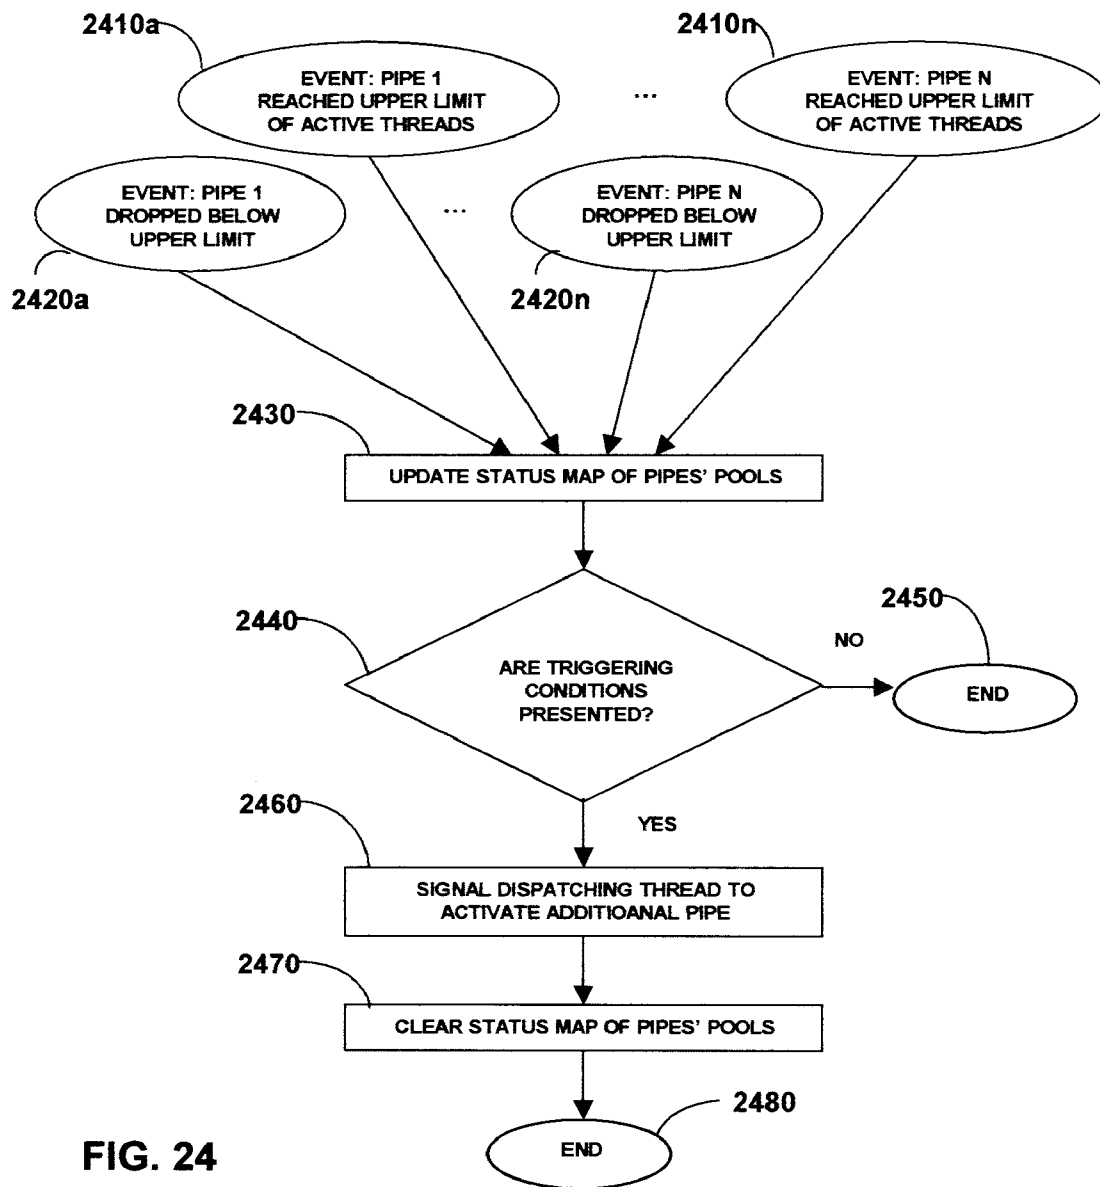 2410a
2410n
EVENT: PIPE 1
REACHED UPPER LIMIT
OF ACTIVE THREADS
...
EVENT: PIPE N
REACHED UPPER LIMIT
OF ACTIVE THREADS
EVENT: PIPE 1
DROPPED BELOW
UPPER LIMIT
...
EVENT: PIPE N
DROPPED BELOW
UPPER LIMIT
2420a
2420n
2430
UPDATE STATUS MAP OF PIPES' POOLS
2440
ARE TRIGGERING
CONDITIONS
PRESENTED?
NO
2450
END
YES
2460
SIGNAL DISPATCHING THREAD TO
ACTIVATE ADDITIOANAL PIPE
2470
CLEAR STATUS MAP OF PIPES' POOLS
2480
END
FIG. 24